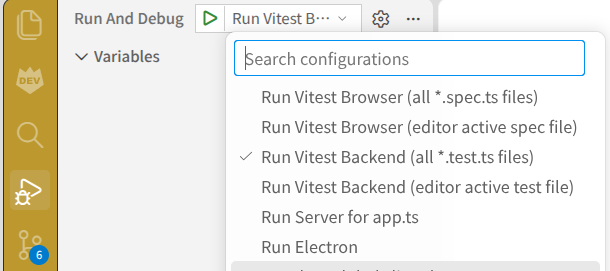 Run And Debug
Run Vitest B···
Variables
DEV
Search configurations
Run Vitest Browser (all *.spec.ts files)
Run Vitest Browser (editor active spec file)
Run Vitest Backend (all *.test.ts files)
Run Vitest Backend (editor active test file)
Run Server for app.ts
Run Electron
6